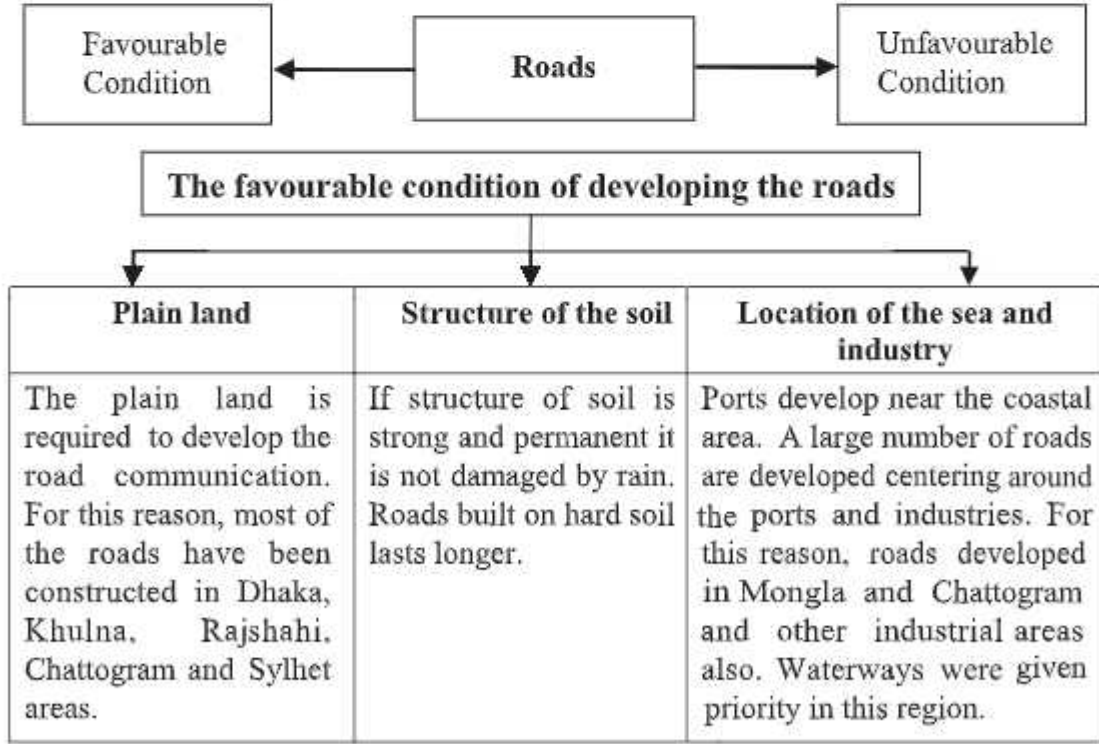 Favourable
Condition
Roads
Unfavourable
Condition
The favourable condition of developing the roads
Plain land
The plain land is
required to develop the
road communication.
For this reason, most of
the roads have been
constructed in Dhaka,
Khulna, Rajshahi,
Chattogram and Sylhet
areas.
Structure of the soil
If structure of soil is
strong and permanent it
is not damaged by rain.
Roads built on hard soil
lasts longer.
Location of the sea and
industry
Ports develop near the coastal
area. A large number of roads
are developed centering around
the ports and industries. For
this reason, roads developed
in Mongla and Chattogram
and other industrial areas
also. Waterways were given
priority in this region.